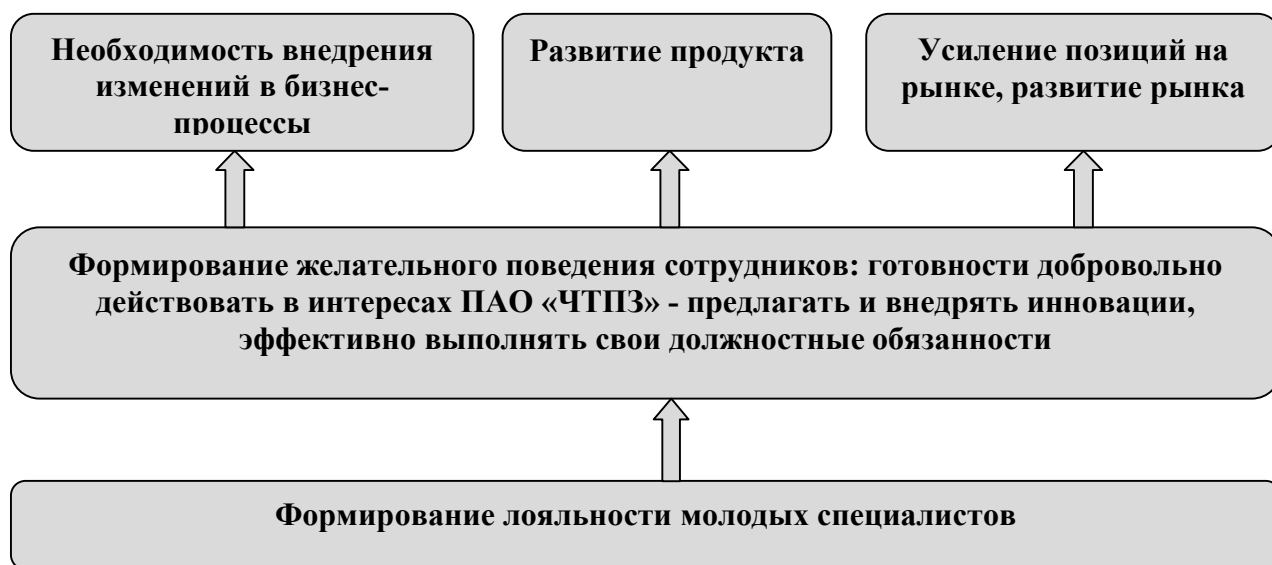 Необходимость внедрения
изменений в бизнес-
процессы
Развитие продукта
Усиление позиций на
рынке, развитие рынка
Формирование желательного поведения сотрудников: готовности добровольно
действовать в интересах ПАО «ЧТПЗ» - предлагать и внедрять инновации,
эффективно выполнять свои должностные обязанности
Формирование лояльности молодых специалистов